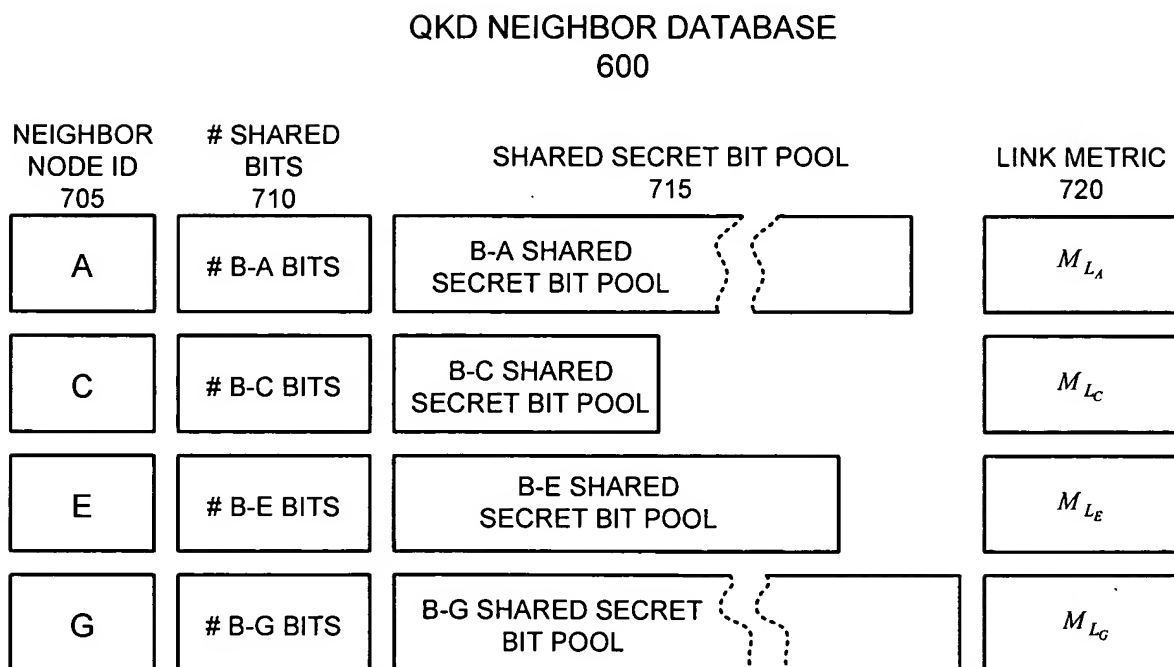 QKD NEIGHBOR DATABASE
600
NEIGHBOR
NODE ID
705
# SHARED
BITS
710
SHARED SECRET BIT POOL
715
LINK METRIC
720
A
# B-A BITS
B-A SHARED
SECRET BIT POOL
M_{L_A}
C
# B-C BITS
B-C SHARED
SECRET BIT POOL
M_{L_C}
E
# B-E BITS
B-E SHARED
SECRET BIT POOL
M_{L_E}
G
# B-G BITS
B-G SHARED SECRET
BIT POOL
M_{L_G}